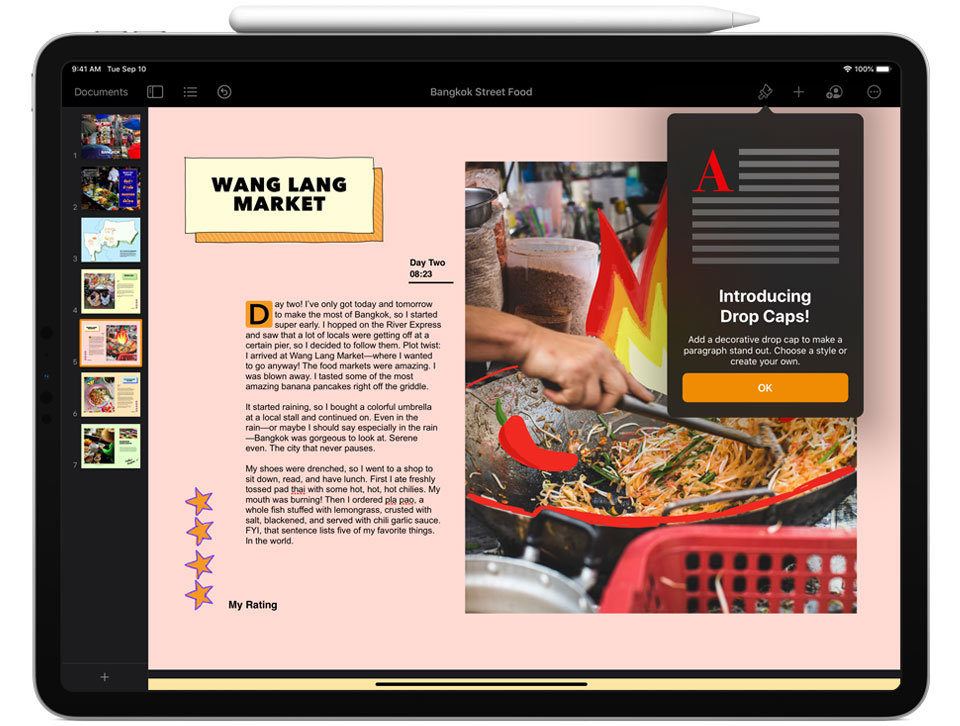 9:41 AM Tue Sep 10
100%
Documents
Bangkok Street Food
1
2
3
4
5
6
7
WANG LANG
MARKET
Day Two
08:23
Day two! I've only got today and tomorrow
to make the most of Bangkok, so I started
super early. I hopped on the River Express
and saw that a lot of locals were getting off at a
certain pier, so I decided to follow them. Plot twist:
I arrived at Wang Lang Market—where I wanted
to go anyway! The food markets were amazing. I
was blown away. I tasted some of the most
amazing banana pancakes right off the griddle.
It started raining, so I bought a colorful umbrella
at a local stall and continued on. Even in the
rain—or maybe I should say especially in the rain
—Bangkok was gorgeous to look at. Serene
even. The city that never pauses.
My shoes were drenched, so I went to a shop to
sit down, read, and have lunch. First I ate freshly
tossed pad thai with some hot, hot, hot chilies. My
mouth was burning! Then I ordered pla pao, a
whole fish stuffed with lemongrass, crusted with
salt, blackened, and served with chili garlic sauce.
FYI, that sentence lists five of my favorite things.
In the world.
My Rating
A
Introducing
Drop Caps!
Add a decorative drop cap to make a
paragraph stand out. Choose a style or
create your own.
OK